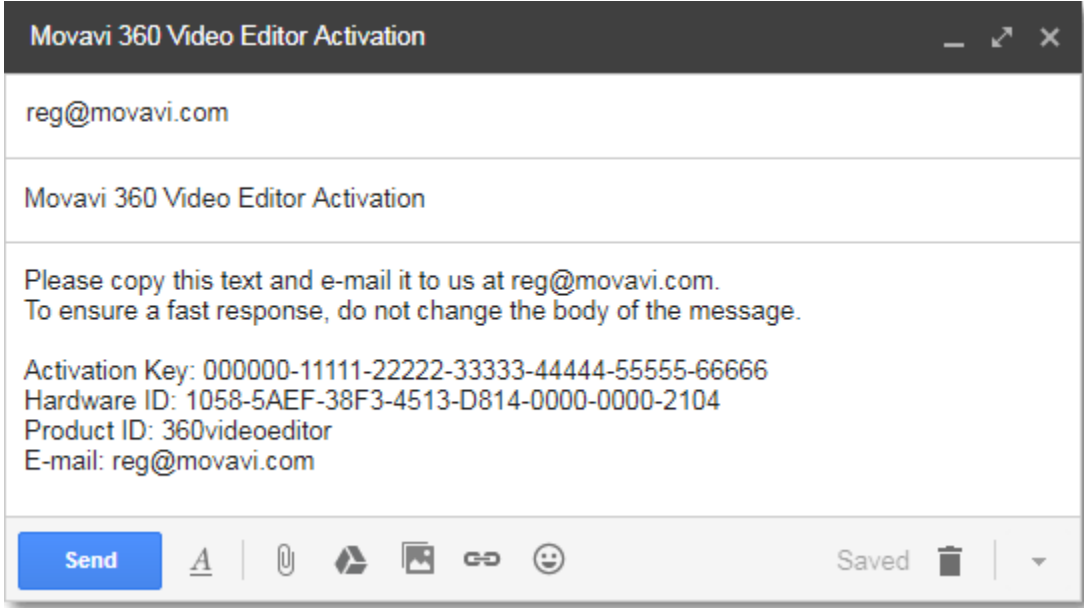 Movavi 360 Video Editor Activation
reg@movavi.com
Movavi 360 Video Editor Activation
Please copy this text and e-mail it to us at reg@movavi.com.
To ensure a fast response, do not change the body of the message.
Activation Key: 000000-11111-22222-33333-44444-55555-66666
Hardware ID: 1058-5AEF-38F3-4513-D814-0000-0000-2104
Product ID: 360videoeditor
E-mail: reg@movavi.com
Send A Saved